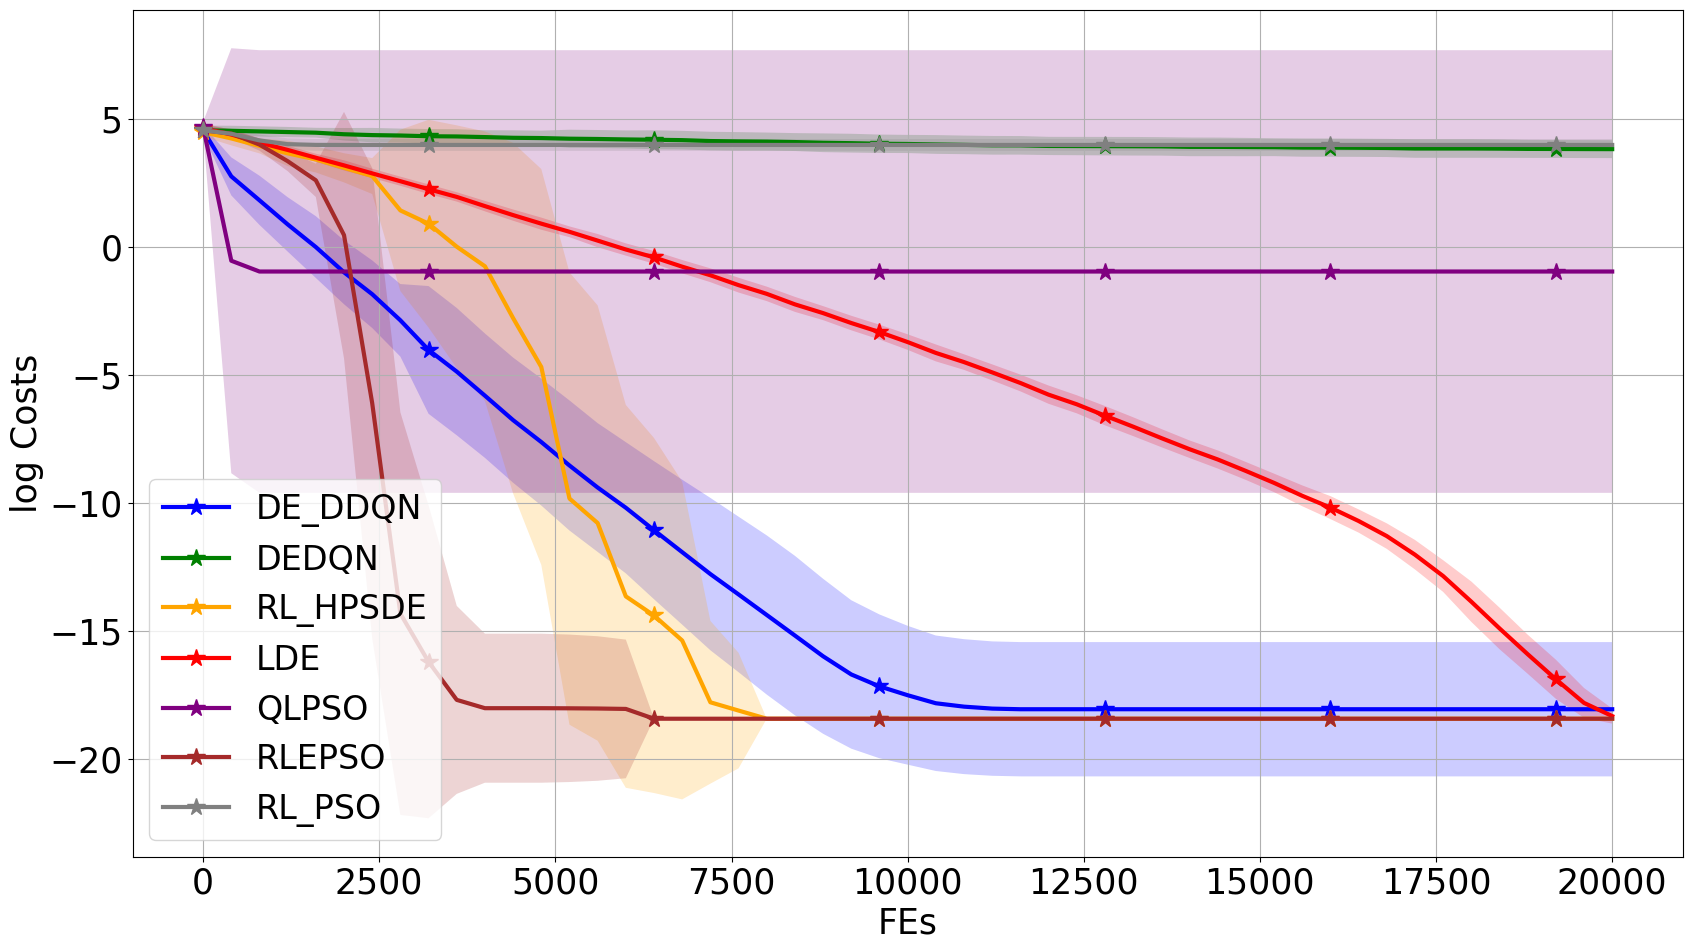 5
0
−5
−10
−15
−20
log Costs
DE_DDQN
DEDQN
RL_HPSDE
LDE
QLPSO
RLEPSO
RL_PSO
0 2500 5000 7500 10000 12500 15000 17500 20000
FEs